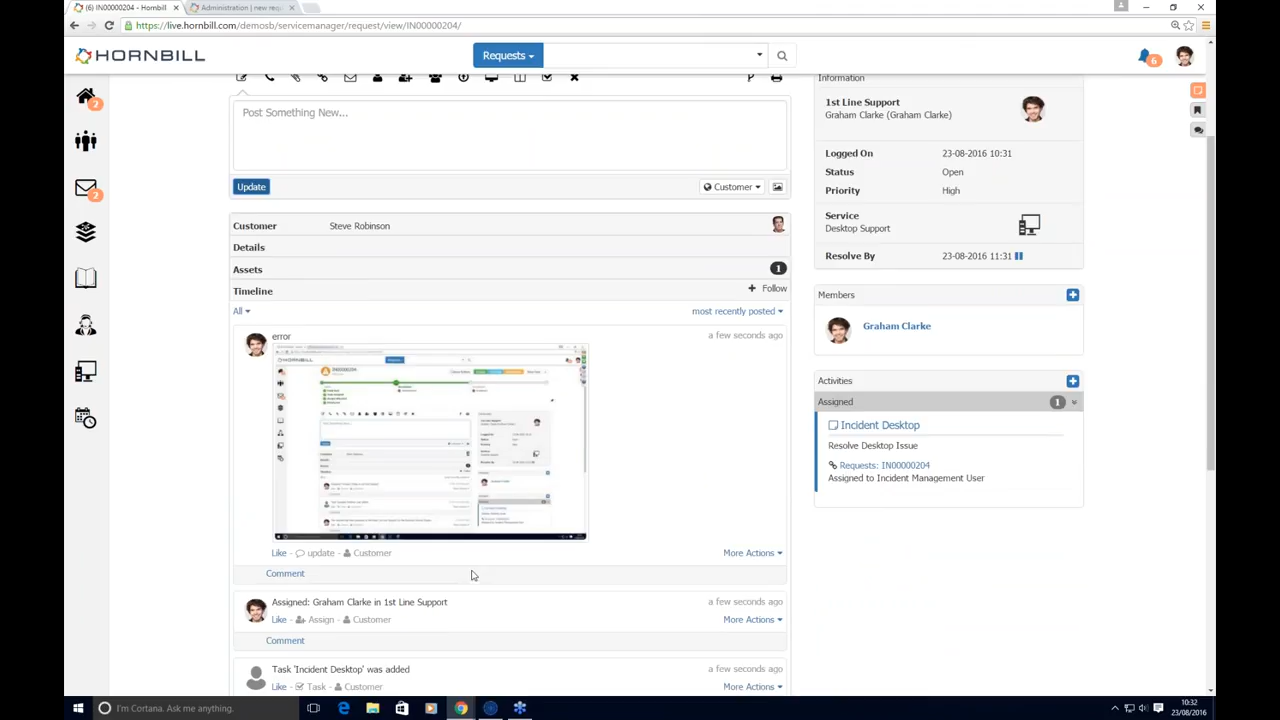 (6) IN00000204 - Hornbill
Administration | new requ
https://live.hornbill.com/demosb/servicemanager/request/view/IN00000204/
HORNBILL
Requests
6
2
2
Post Something New...
Update
Customer
Customer Steve Robinson
Details
Assets 1
Timeline
Follow
All
most recently posted
error
a few seconds ago
HORNBILL
IN00000204
Like - update - Customer
More Actions
Comment
Assigned: Graham Clarke in 1st Line Support
a few seconds ago
Like - Assign - Customer
More Actions
Comment
Task 'Incident Desktop' was added
a few seconds ago
Like - Task - Customer
More Actions
Information
1st Line Support
Graham Clarke (Graham Clarke)
Logged On 23-08-2016 10:31
Status Open
Priority High
Service
Desktop Support
Resolve By 23-08-2016 11:31
Members
Graham Clarke
Activities
Assigned 1
Incident Desktop
Resolve Desktop Issue
Requests: IN00000204
Assigned to Incident Management User
I'm Cortana. Ask me anything.
10:32
23/08/2016